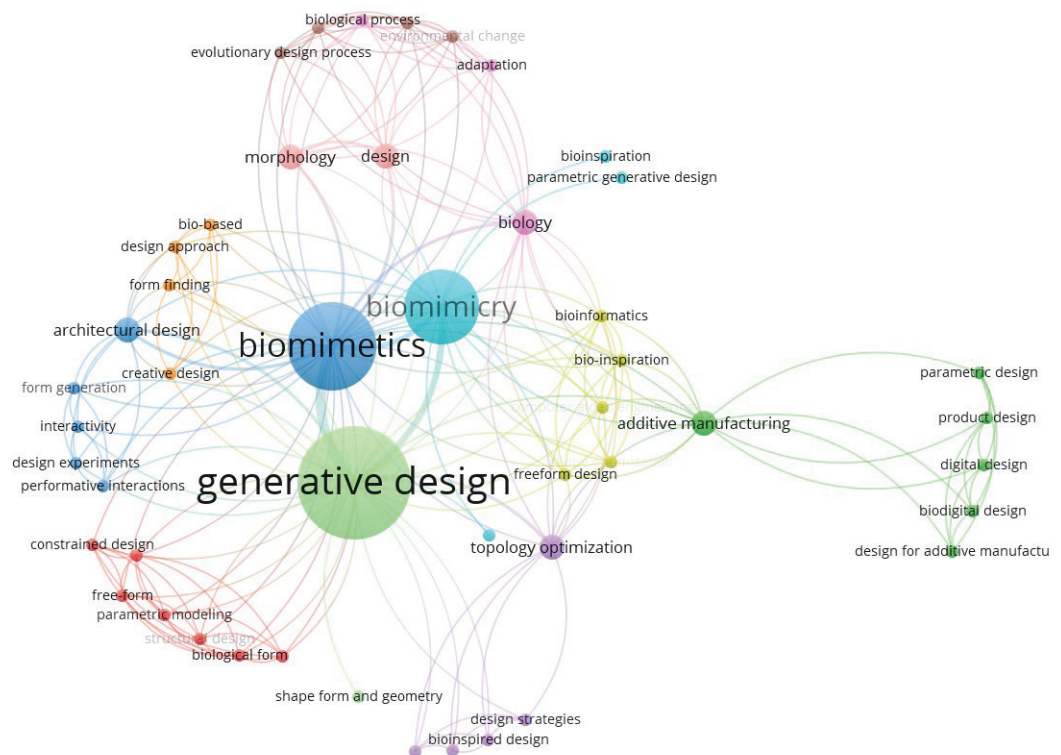 biological process
environmental change
evolutionary design process
adaptation
morphology
design
bioinspiration
parametric generative design
bio-based
biology
design approach
form finding
biomimicry
bioinformatics
architectural design
biomimetics
bio-inspiration
creative design
parametric design
form generation
product design
additive manufacturing
interactivity
design experiments
digital design
freeform design
generative design
performative interactions
biodigital design
constrained design
topology optimization
design for additive manufactu
free-form
parametric modeling
structural design
biological form
shape form and geometry
design strategies
bioinspired design